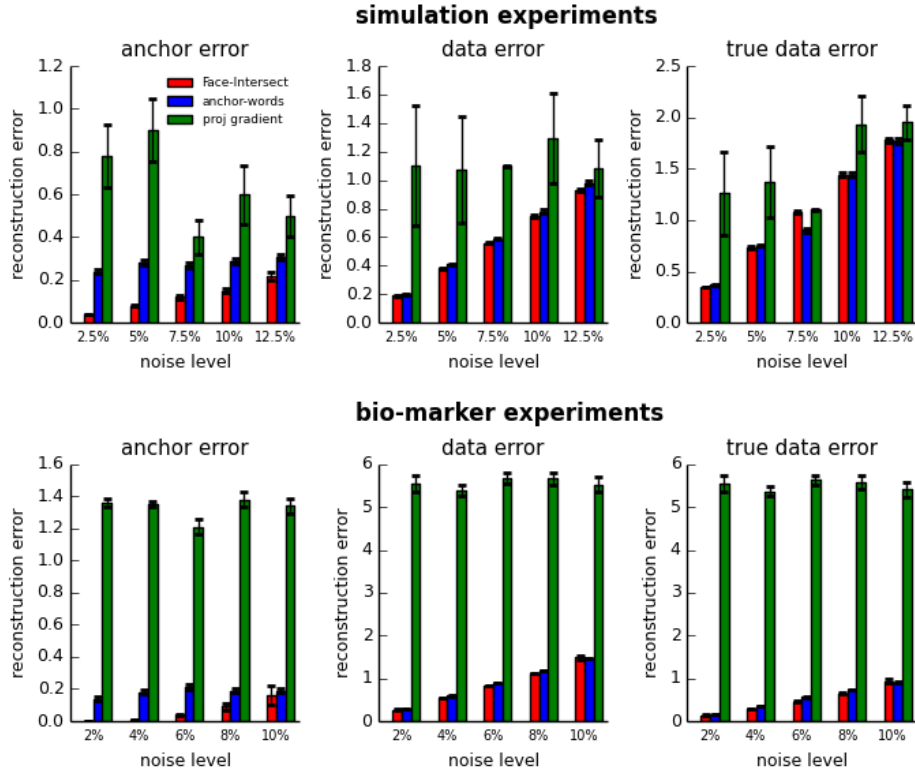 simulation experiments
anchor error
data error
true data error
reconstruction error
1.2
1.0
0.8
0.6
0.4
0.2
0.0
Face-Intersect
anchor-words
proj gradient
2.5% 5% 7.5% 10% 12.5%
noise level
reconstruction error
1.8
1.6
1.4
1.2
1.0
0.8
0.6
0.4
0.2
0.0
2.5% 5% 7.5% 10% 12.5%
noise level
reconstruction error
2.5
2.0
1.5
1.0
0.5
0.0
2.5% 5% 7.5% 10% 12.5%
noise level
bio-marker experiments
anchor error
data error
true data error
reconstruction error
1.6
1.4
1.2
1.0
0.8
0.6
0.4
0.2
0.0
2% 4% 6% 8% 10%
noise level
reconstruction error
6
5
4
3
2
1
0
2% 4% 6% 8% 10%
noise level
reconstruction error
6
5
4
3
2
1
0
2% 4% 6% 8% 10%
noise level